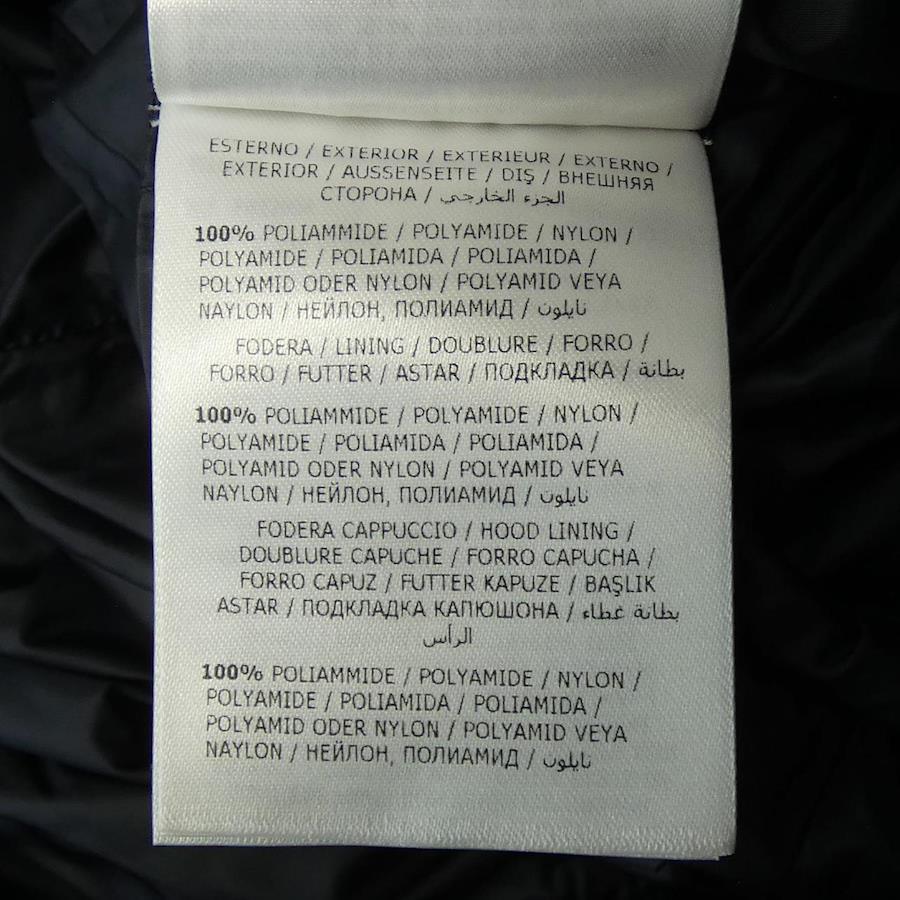 ESTERNO / EXTERIOR / EXTERIEUR / EXTERNO /
EXTERIOR / AUSSENSEITE / DIŞ / ВНЕШНЯЯ
СТОРОНА / الجزء الخارجي
100% POLIAMMIDE / POLYAMIDE / NYLON /
POLYAMIDE / POLIAMIDA / POLIAMIDA /
POLYAMID ODER NYLON / POLYAMID VEYA
NAYLON / НЕЙЛОН, ПОЛИАМИД / نايلون
FODERA / LINING / DOUBLURE / FORRO /
FORRO / FUTTER / ASTAR / ПОДКЛАДКА / بطانة
100% POLIAMMIDE / POLYAMIDE / NYLON /
POLYAMIDE / POLIAMIDA / POLIAMIDA /
POLYAMID ODER NYLON / POLYAMID VEYA
NAYLON / НЕЙЛОН, ПОЛИАМИД / نايلون
FODERA CAPPUCCIO / HOOD LINING /
DOUBLURE CAPUCHE / FORRO CAPUCHA /
FORRO CAPUZ / FUTTER KAPUZE / BAŞLIK
ASTAR / ПОДКЛАДКА КАПЮШОНА / بطانة غطاء
الرأس
100% POLIAMMIDE / POLYAMIDE / NYLON /
POLYAMIDE / POLIAMIDA / POLIAMIDA /
POLYAMID ODER NYLON / POLYAMID VEYA
NAYLON / НЕЙЛОН, ПОЛИАМИД / نايلون